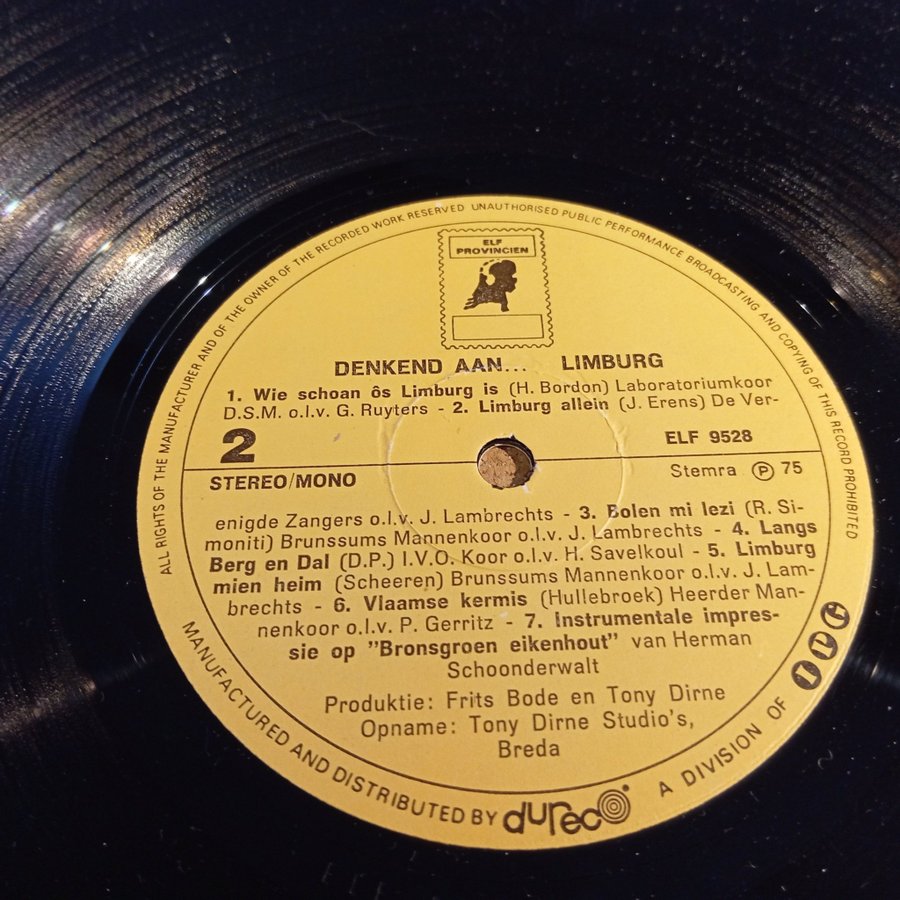 ALL RIGHTS OF THE MANUFACTURER AND OF THE OWNER OF THE RECORDED WORK RESERVED UNAUTHORISED PUBLIC PERFORMANCE BROADCASTING AND COPYING OF THIS RECORD PROHIBITED
ELF
PROVINCIEN
DENKEND AAN... LIMBURG
1. Wie schoan ôs Limburg is (H. Bordon) Laboratoriumkoor
D.S.M. o.l.v. G. Ruyters - 2. Limburg allein (J. Erens) De Ver-
2
ELF 9528
STEREO/MONO
Stemra Ⓟ 75
enigde Zangers o.l.v. J. Lambrechts - 3. Bolen mi lezi (R. Si-
moniti) Brunssums Mannenkoor o.l.v. J. Lambrechts - 4. Langs
Berg en Dal (D.P.) I.V.O. Koor o.l.v. H. Savelkoul - 5. Limburg
mien heim (Scheeren) Brunssums Mannenkoor o.l.v. J. Lam-
brechts - 6. Vlaamse kermis (Hullebroek) Heerder Man-
nenkoor o.l.v. P. Gerritz - 7. Instrumentale impres-
sie op "Bronsgroen eikenhout" van Herman
Schoonderwalt
Produktie: Frits Bode en Tony Dirne
Opname: Tony Dirne Studio's,
Breda
MANUFACTURED AND DISTRIBUTED BY dureco A DIVISION OF